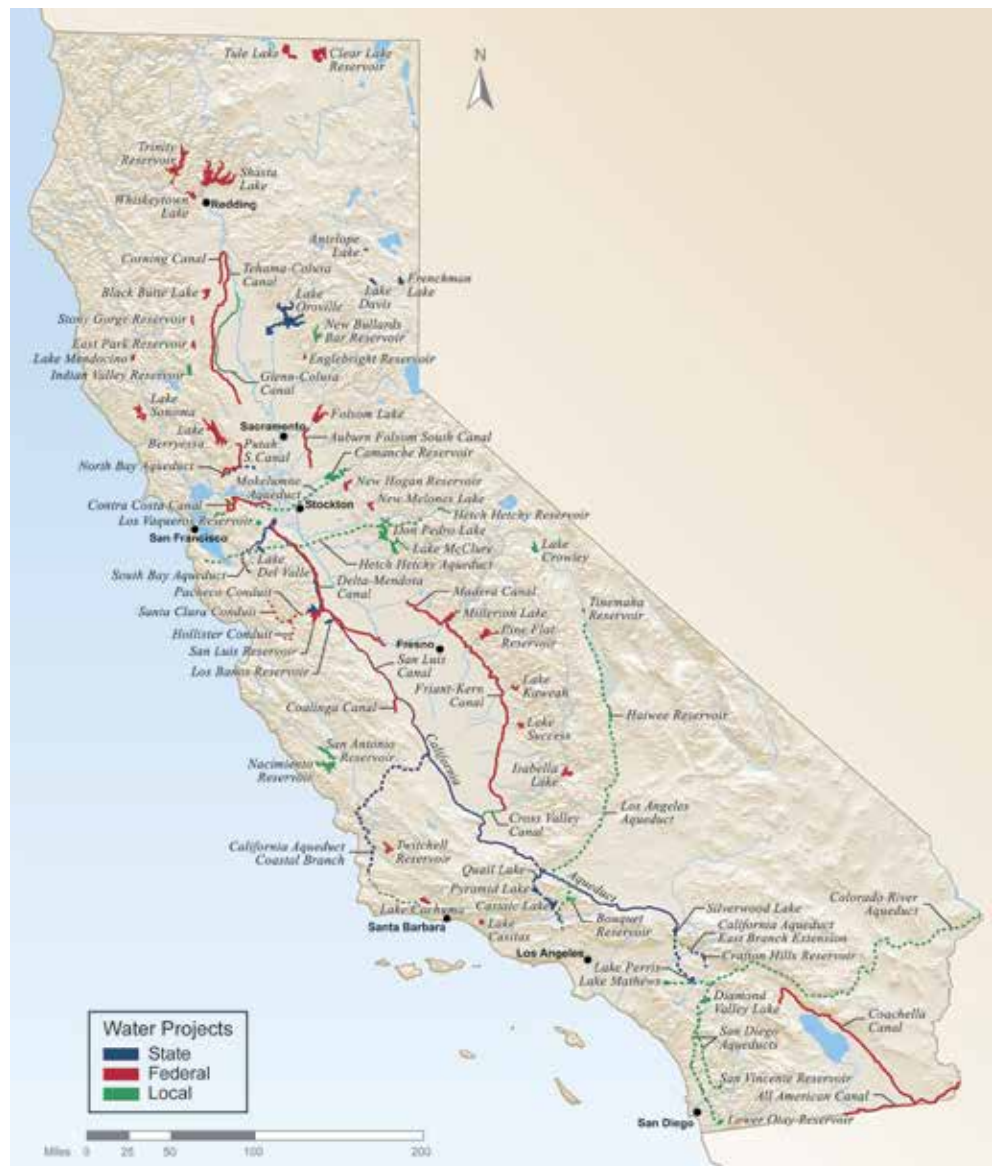 Tule Lake
Clear Lake
Reservoir
N
Trinity
Reservoir
Shasta
Lake
Whiskeytown
Lake
Redding
Antelope
Lake
Corning Canal
Tehama-Colusa
Canal
Frenchman
Lake
Lake
Davis
Black Butte Lake
Lake
Oroville
Stony Gorge Reservoir
New Bullards
Bar Reservoir
East Park Reservoir
Lake Mendocino
Englebright Reservoir
Indian Valley Reservoir
Glenn-Colusa
Canal
Lake
Sonoma
Folsom Lake
Sacramento
Lake
Berryessa
Putah
S. Canal
Auburn Folsom South Canal
Camanche Reservoir
North Bay Aqueduct
Mokelumne
Aqueduct
New Hogan Reservoir
Contra Costa Canal
Stockton
New Melones Lake
Hetch Hetchy Reservoir
Los Vaqueros Reservoir
San Francisco
Don Pedro Lake
Lake McClure
Lake
Crowley
South Bay Aqueduct
Lake
Del Valle
Hetch Hetchy Aqueduct
Delta-Mendota
Canal
Pacheco Conduit
Madera Canal
Tinemaha
Reservoir
Santa Clara Conduit
Millerton Lake
Hollister Conduit
Pine Flat
Reservoir
San Luis Reservoir
Fresno
Los Baños Reservoir
San Luis
Canal
Friant-Kern
Canal
Lake
Kaweah
Coalinga Canal
Haiwee Reservoir
Lake
Success
San Antonio
Reservoir
California
Nacimiento
Reservoir
Isabella
Lake
Cross Valley
Canal
Los Angeles
Aqueduct
California Aqueduct
Coastal Branch
Twitchell
Reservoir
Quail Lake
Aqueduct
Pyramid Lake
Castaic Lake
Lake Cachuma
Santa Barbara
Lake
Casitas
Bouquet
Reservoir
Silverwood Lake
Colorado River
Aqueduct
California Aqueduct
East Branch Extension
Crafton Hills Reservoir
Los Angeles
Lake Perris
Lake Mathews
Diamond
Valley Lake
Coachella
Canal
San Diego
Aqueducts
San Vincente Reservoir
All American Canal
San Diego
Lower Otay Reservoir
Water Projects
State
Federal
Local
Miles 0 25 50 100 200